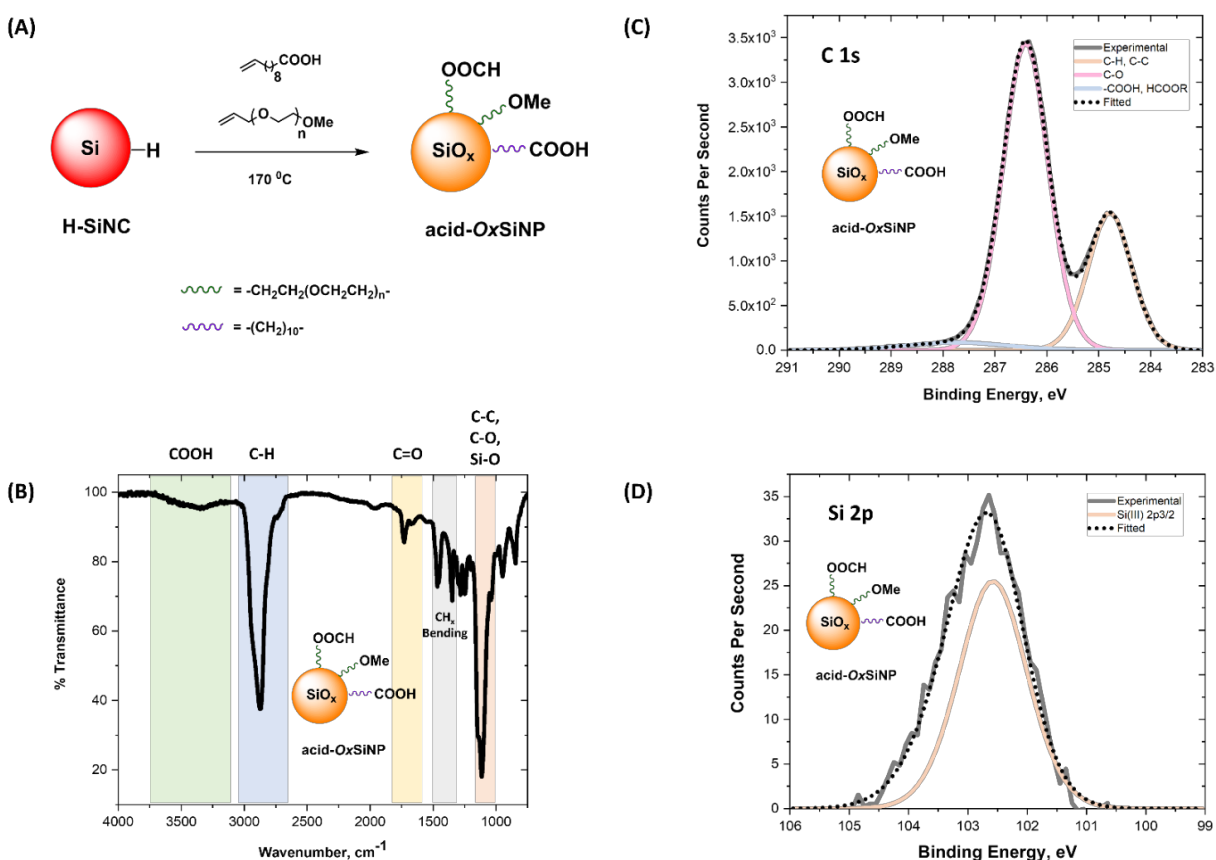 (A)
COOH
8
O
n
OMe
Si
H
170 ⁰C
OOCH
OMe
SiOₓ
COOH
H-SiNC
acid-OxSiNP
= -CH₂CH₂(OCH₂CH₂)ₙ-
= -(CH₂)₁₀-
(B)
COOH
C-H
C=O
C-C,
C-O,
Si-O
CHₓ
Bending
OOCH
OMe
SiOₓ
COOH
acid-OxSiNP
% Transmittance
100
80
60
40
20
4000 3500 3000 2500 2000 1500 1000
Wavenumber, cm⁻¹
(C)
C 1s
Experimental
C-H, C-C
C-O
-COOH, HCOOR
Fitted
OOCH
OMe
SiOₓ
COOH
acid-OxSiNP
Counts Per Second
3.5x10³
3.0x10³
2.5x10³
2.0x10³
1.5x10³
1.0x10³
5.0x10²
0.0
291 290 289 288 287 286 285 284 283
Binding Energy, eV
(D)
Si 2p
Experimental
Si(III) 2p3/2
Fitted
OOCH
OMe
SiOₓ
COOH
acid-OxSiNP
Counts Per Second
35
30
25
20
15
10
5
0
106 105 104 103 102 101 100 99
Binding Energy, eV